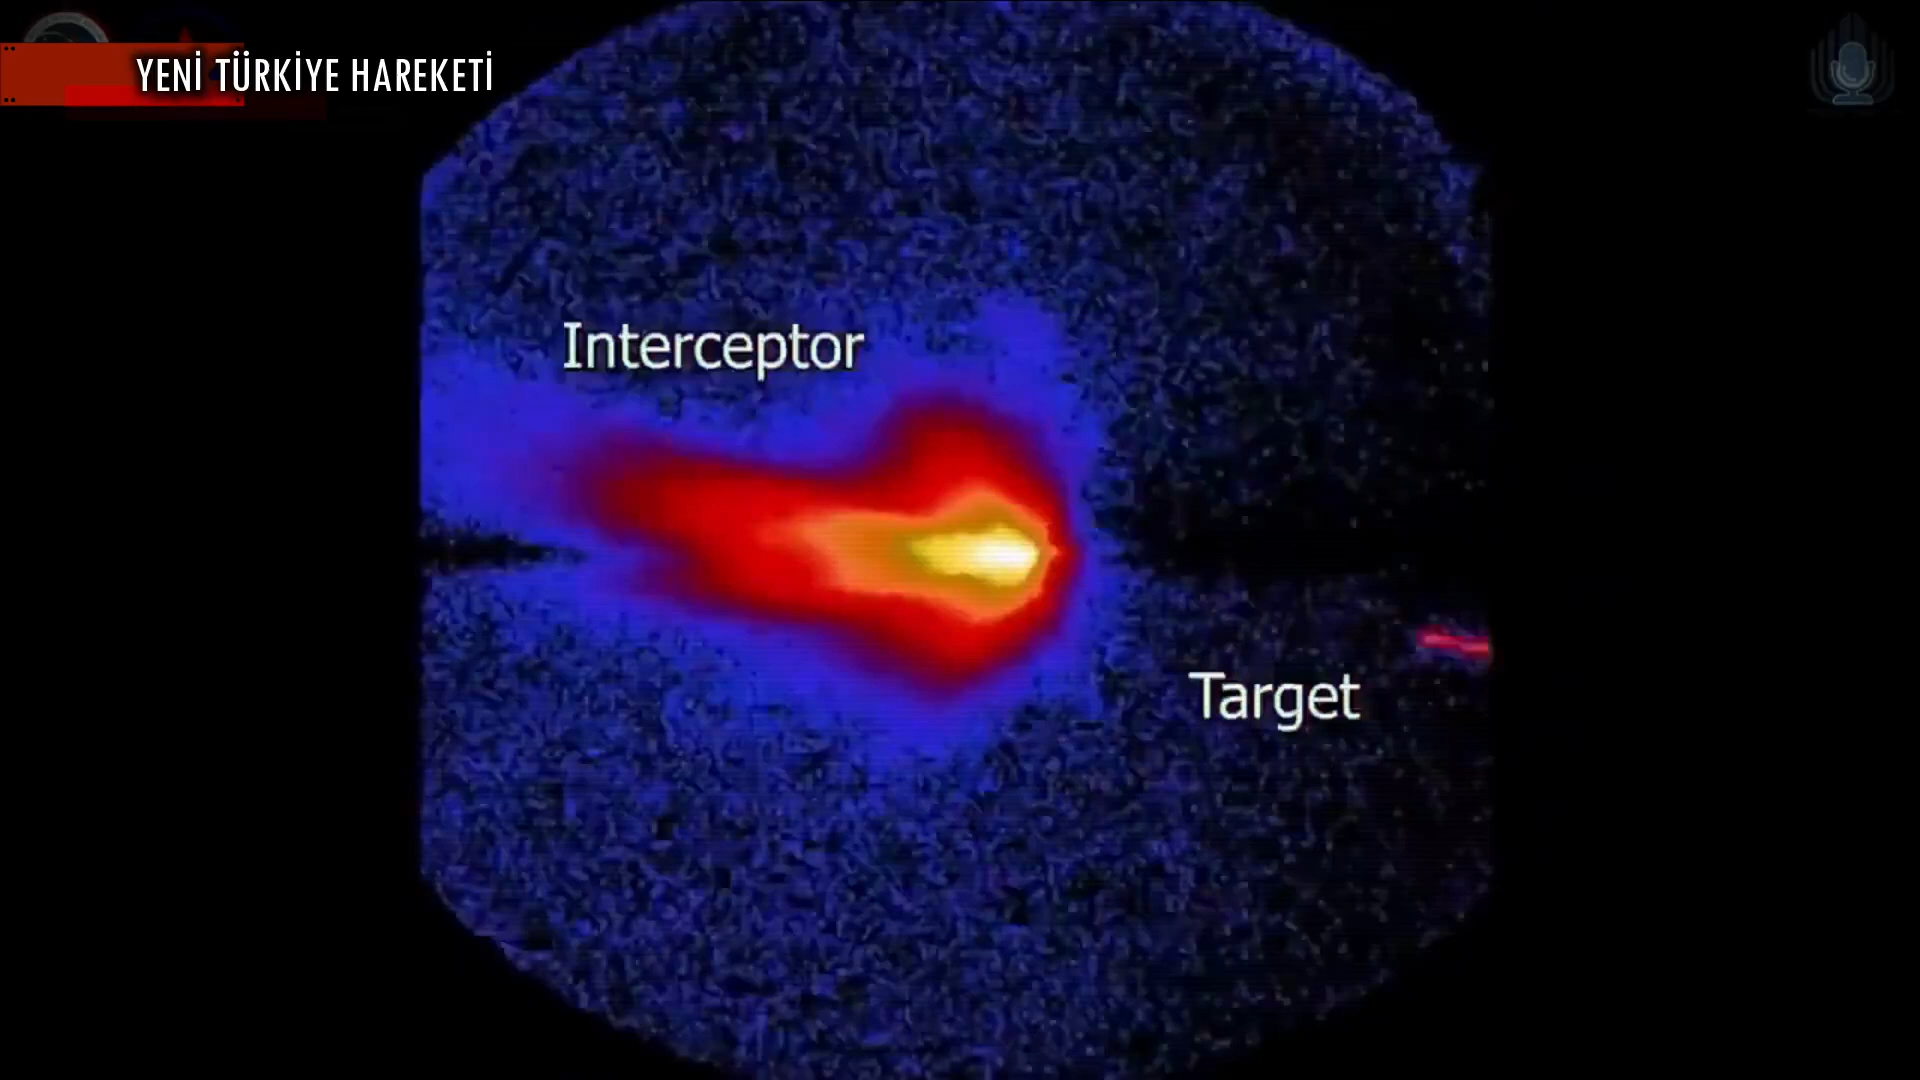 YENİ TÜRKİYE HAREKETİ
Interceptor
Target